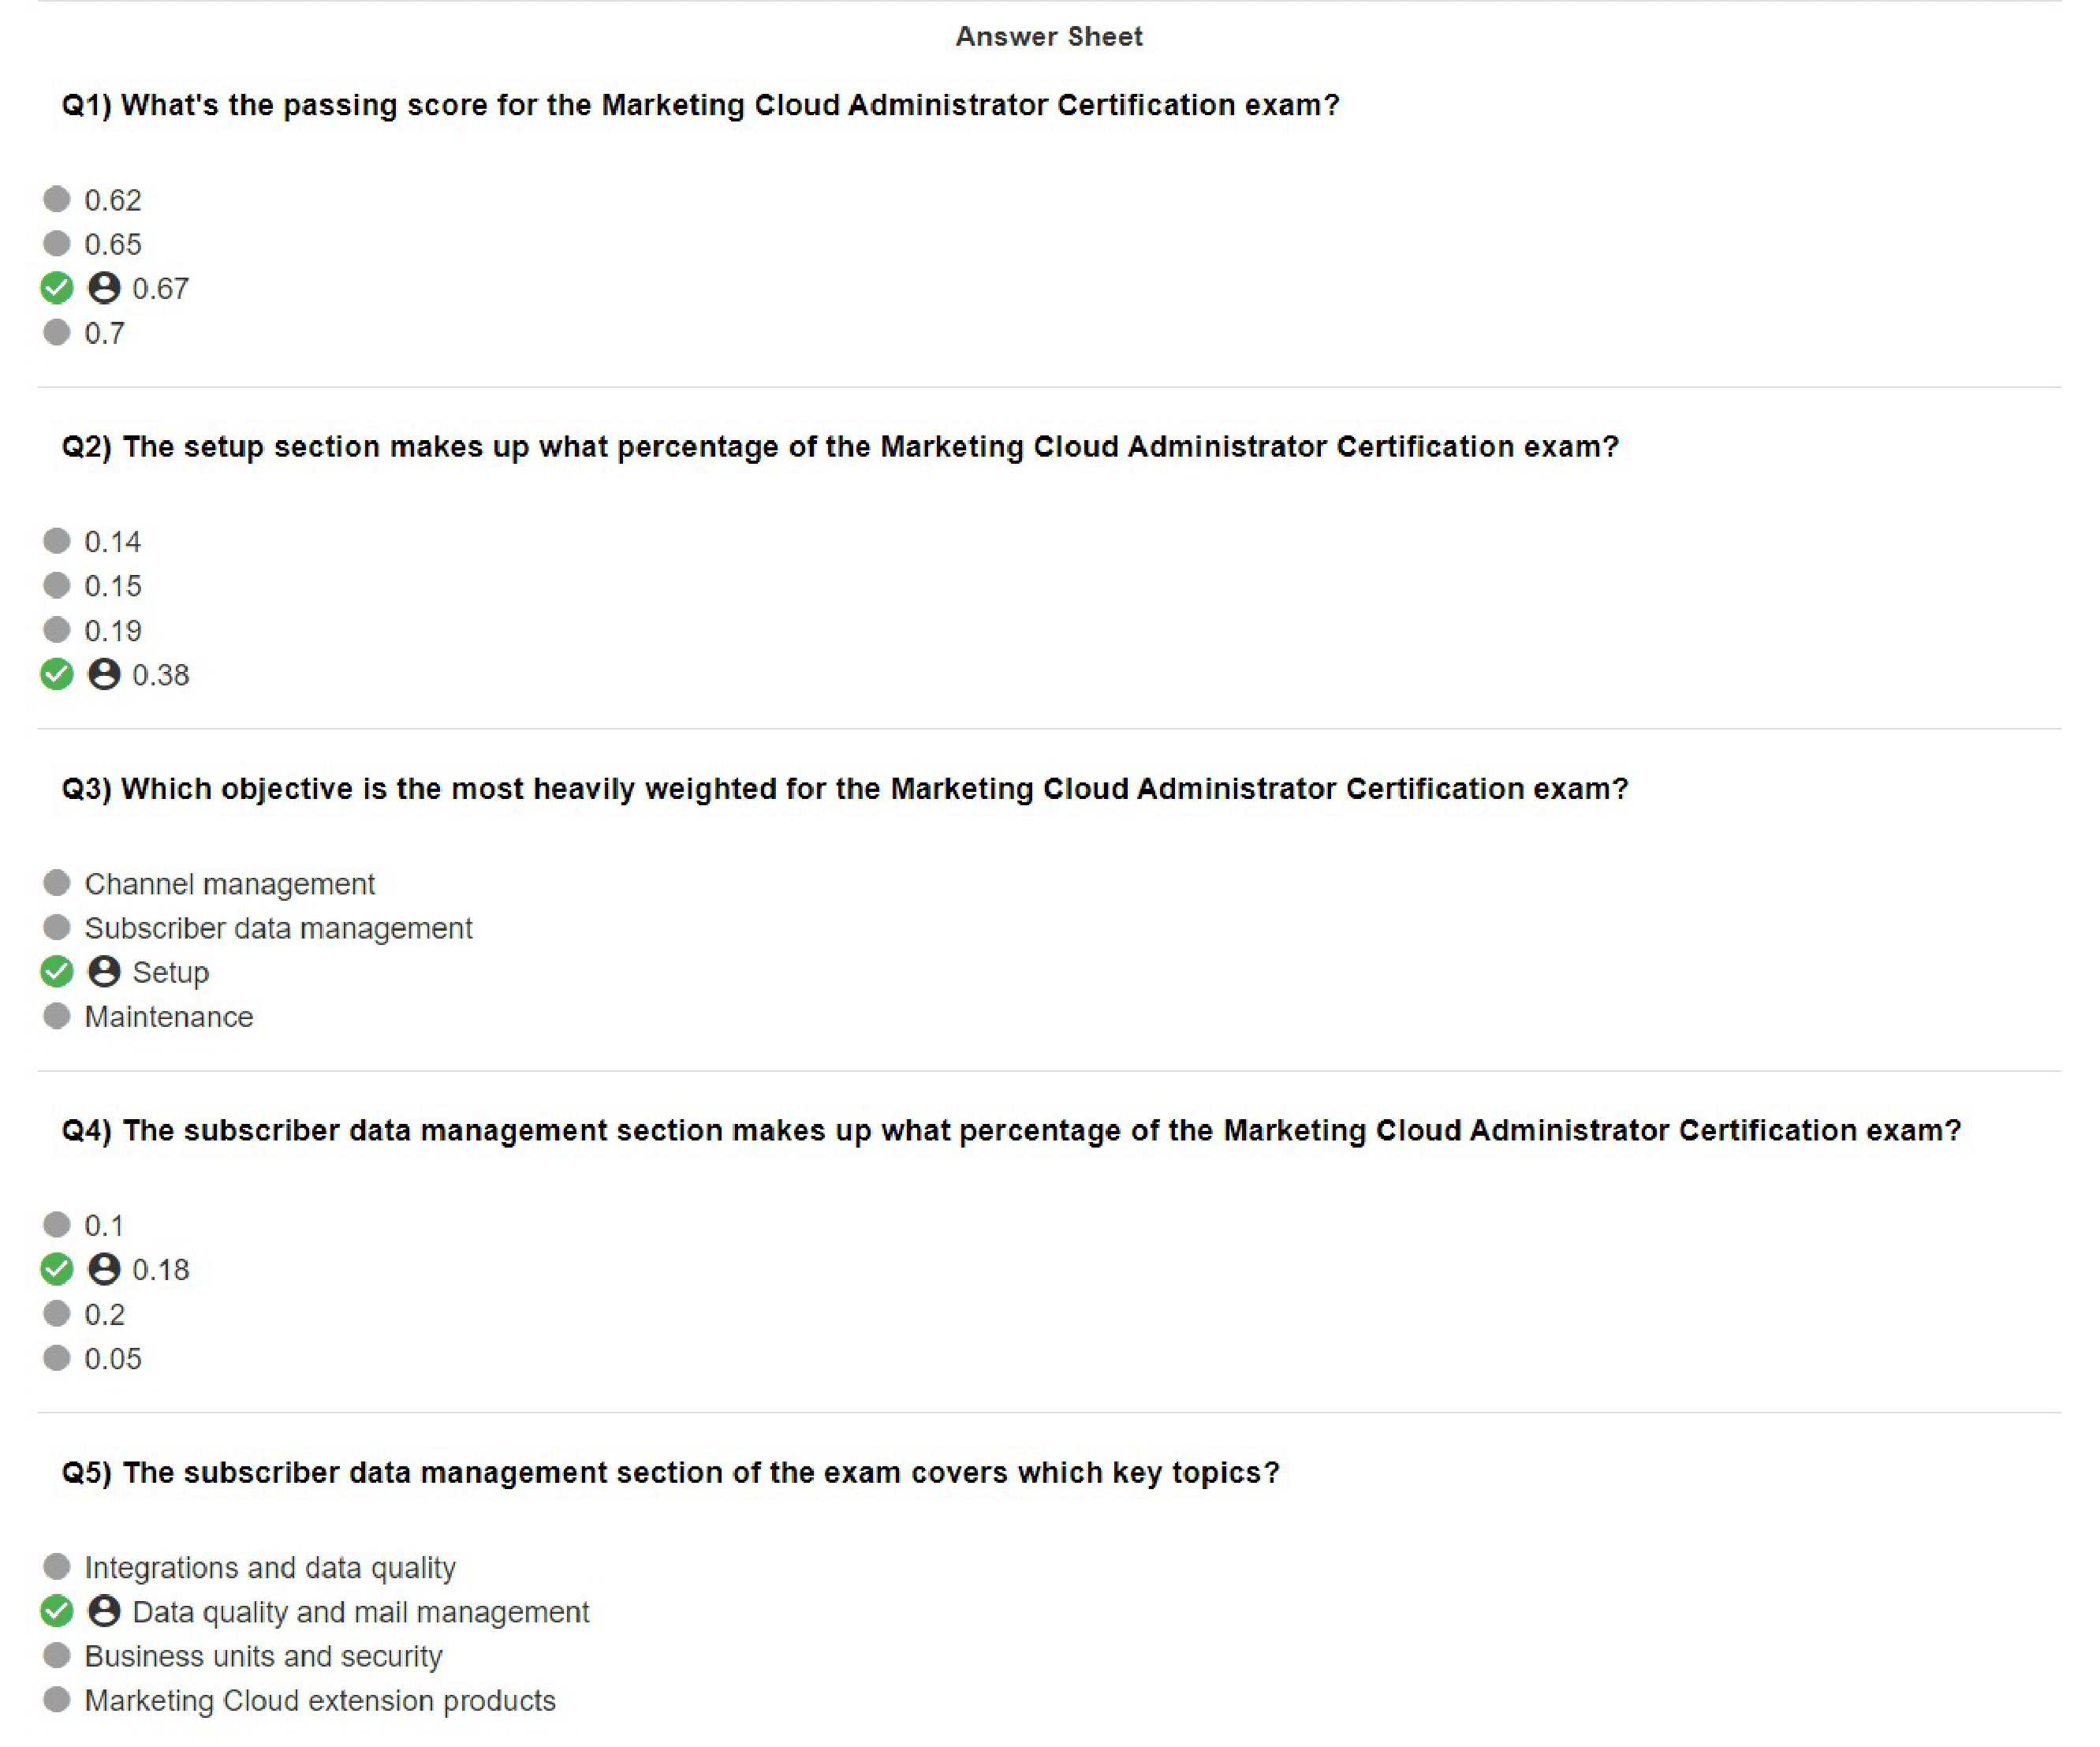 Answer Sheet
Q1) What's the passing score for the Marketing Cloud Administrator Certification exam?
0.62
0.65
0.67
0.7
Q2) The setup section makes up what percentage of the Marketing Cloud Administrator Certification exam?
0.14
0.15
0.19
0.38
Q3) Which objective is the most heavily weighted for the Marketing Cloud Administrator Certification exam?
Channel management
Subscriber data management
Setup
Maintenance
Q4) The subscriber data management section makes up what percentage of the Marketing Cloud Administrator Certification exam?
0.1
0.18
0.2
0.05
Q5) The subscriber data management section of the exam covers which key topics?
Integrations and data quality
Data quality and mail management
Business units and security
Marketing Cloud extension products